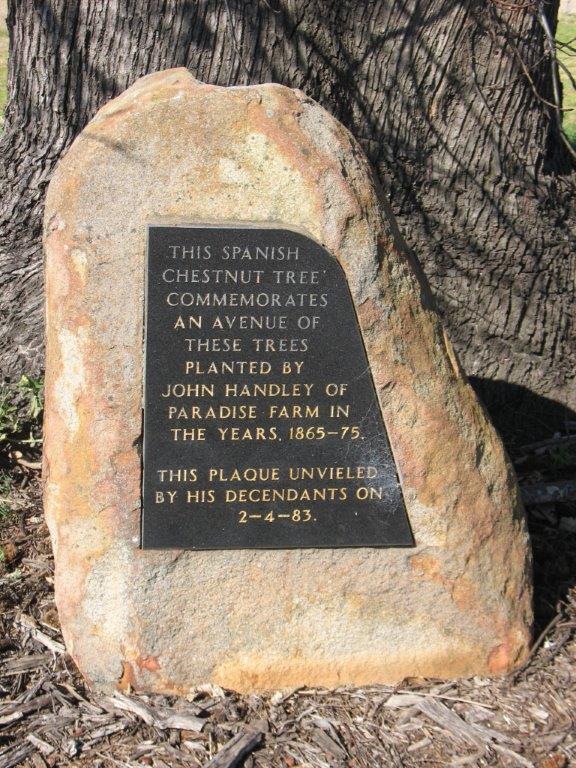 THIS SPANISH
CHESTNUT TREE'
COMMEMORATES
AN AVENUE OF
THESE TREES
PLANTED BY
JOHN HANDLEY OF
PARADISE FARM IN
THE YEARS, 1865-75.
THIS PLAQUE UNVIELED
BY HIS DECENDANTS ON
2-4-83.